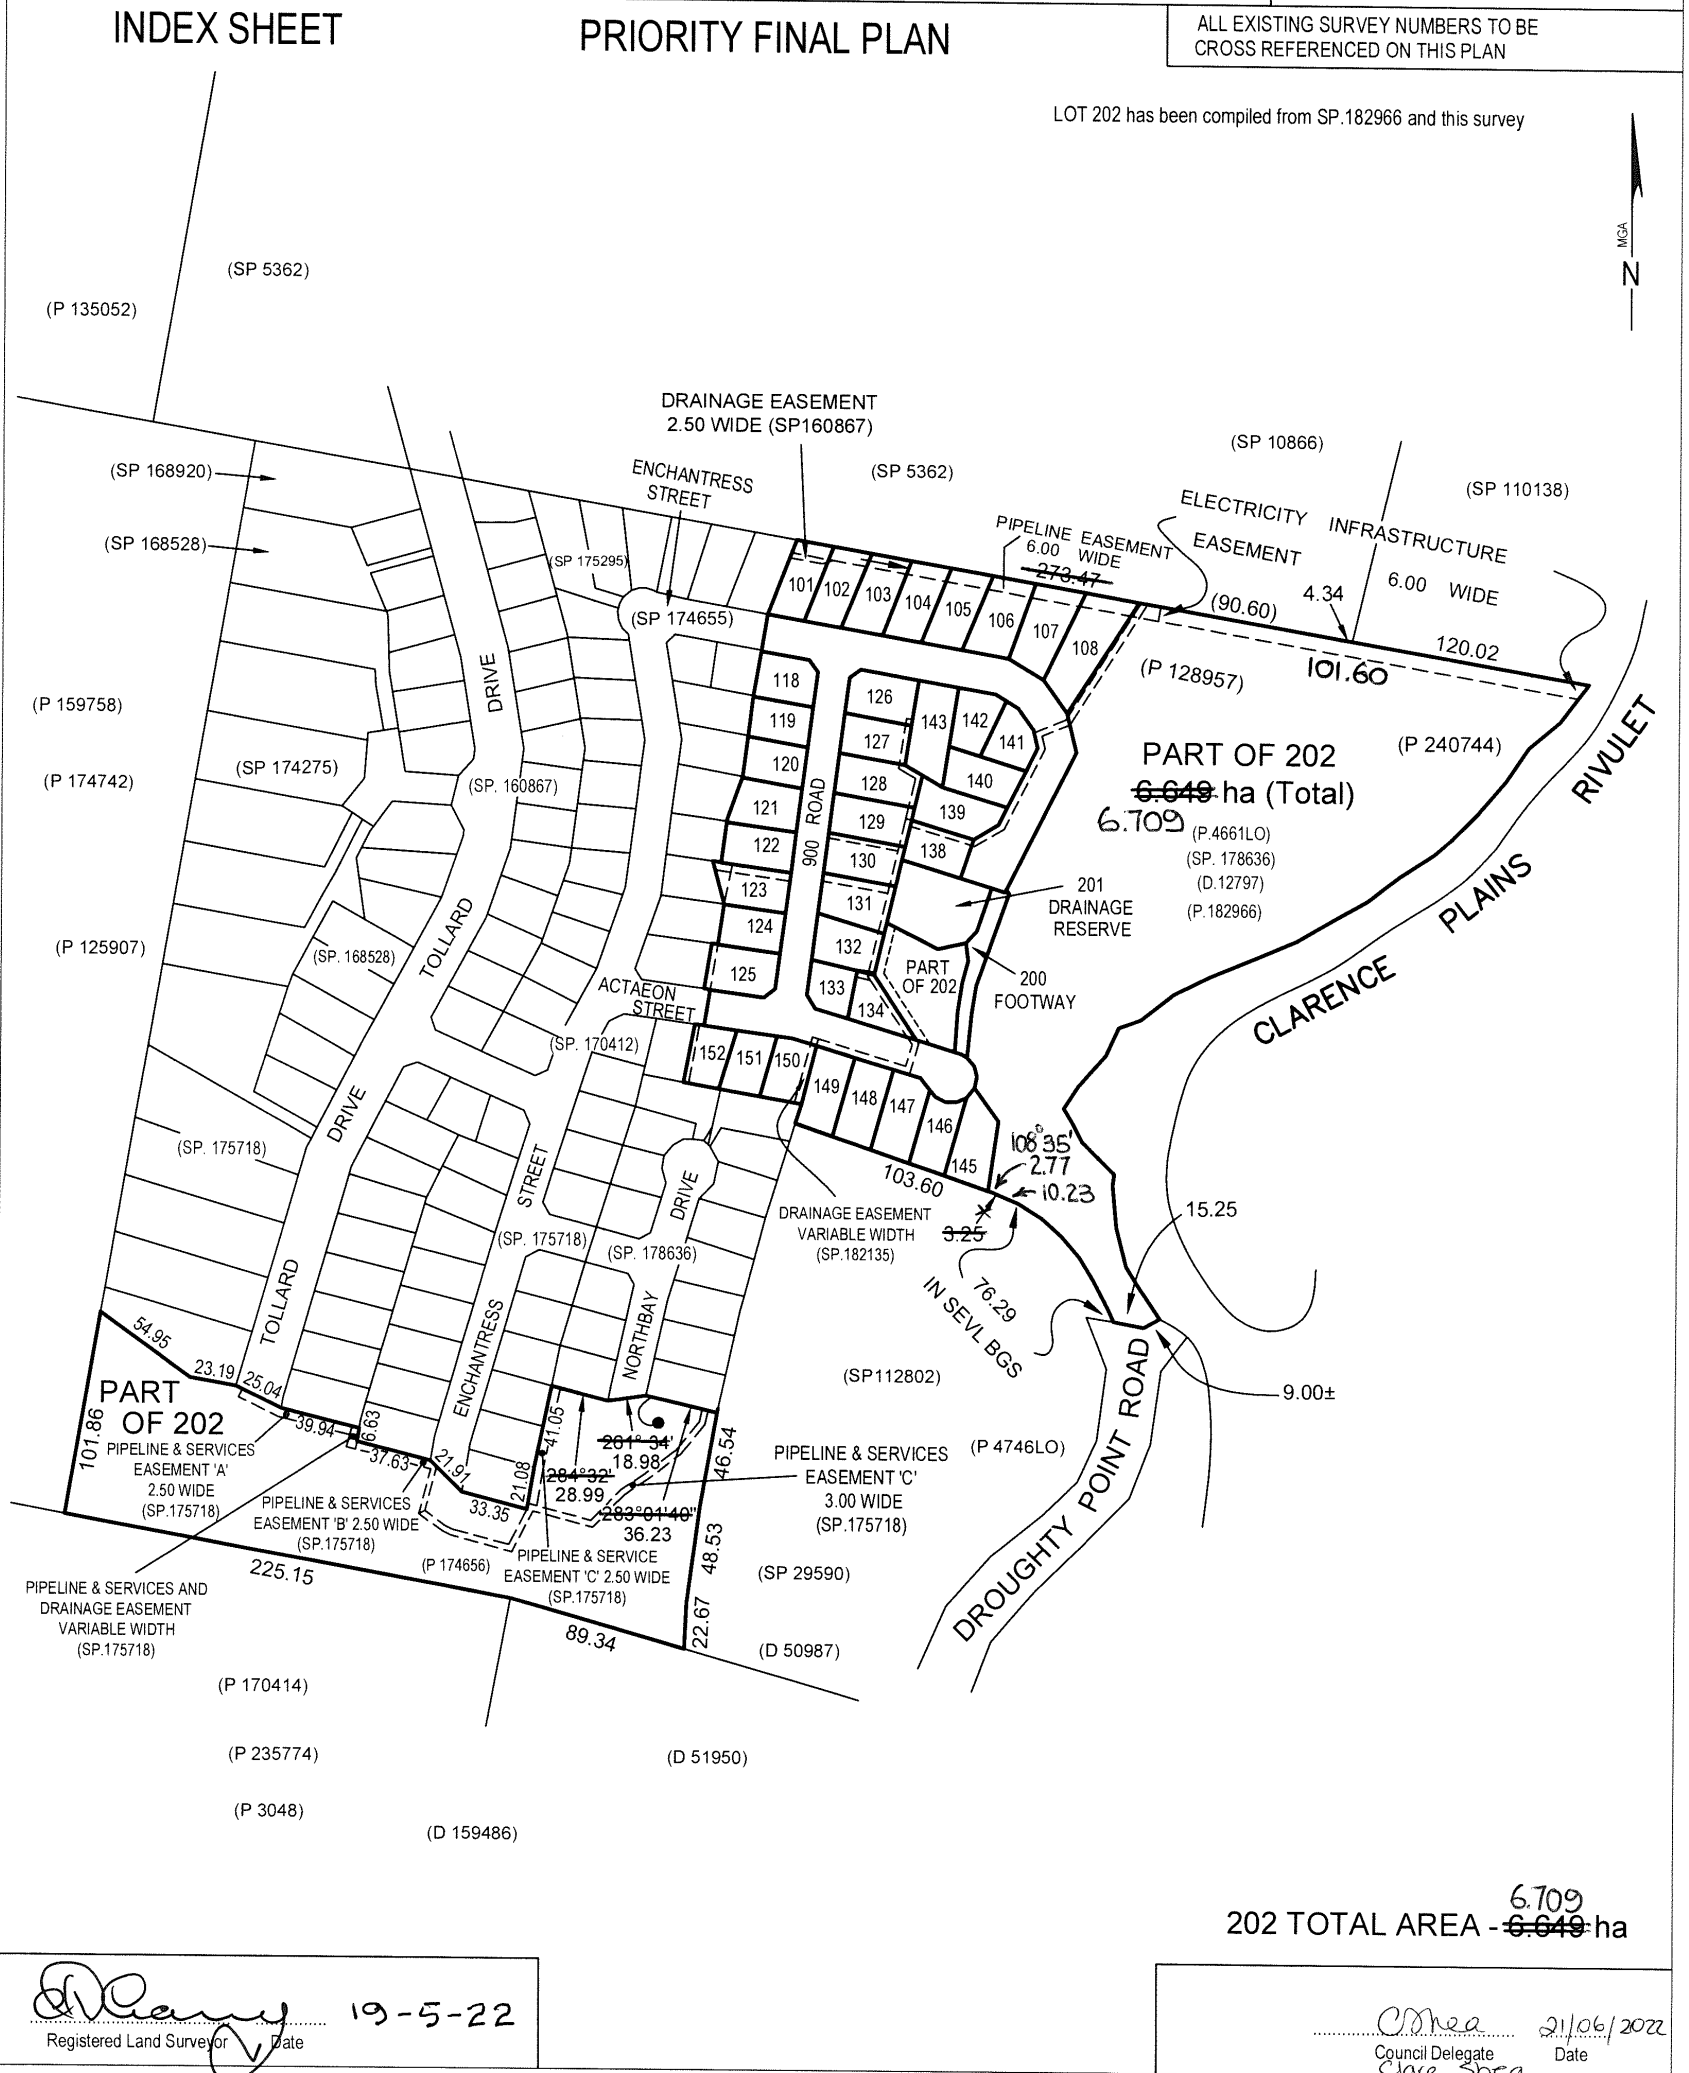 INDEX SHEET
PRIORITY FINAL PLAN
ALL EXISTING SURVEY NUMBERS TO BE
CROSS REFERENCED ON THIS PLAN
LOT 202 has been compiled from SP.182966 and this survey
MGA
N
(SP 5362)
(P 135052)
DRAINAGE EASEMENT
2.50 WIDE (SP160867)
(SP 168920)
ENCHANTRESS
STREET
(SP 5362)
(SP 10866)
(SP 110138)
(SP 168528)
PIPELINE EASEMENT
6.00 WIDE
273.47
ELECTRICITY INFRASTRUCTURE
EASEMENT 6.00 WIDE
(SP 175295)
(SP 174655)
101
102
103
104
105
106
107
108
(90.60)
4.34
120.02
101.60
(P 128957)
(P 159758)
DRIVE
118
126
143
142
141
119
127
(P 240744)
PART OF 202
6.649 ha (Total)
6.709
(P.4661LO)
(SP. 178636)
(D.12797)
(P.182966)
(P 174742)
(SP 174275)
(SP. 160867)
120
128
140
121
900 ROAD
129
139
122
130
138
123
131
201
DRAINAGE
RESERVE
124
132
(P 125907)
(SP. 168528)
TOLLARD
125
133
134
PART
OF 202
200
FOOTWAY
CLARENCE
PLAINS
RIVULET
ACTAEON
STREET
(SP. 170412)
152
151
150
149
148
147
146
145
DRIVE
(SP. 175718)
STREET
DRIVE
103.60
108°35'
2.77
10.23
3.25
DRAINAGE EASEMENT
VARIABLE WIDTH
(SP.182135)
15.25
(SP. 175718)
(SP. 178636)
76.29
IN SEVL BGS
TOLLARD
ENCHANTRESS
NORTHBAY
54.95
23.19
25.04
(SP112802)
9.00±
PART
OF 202
101.86
39.94
6.63
37.63
21.91
33.35
21.08
41.05
261°34'
18.98
284°32'
28.99
283°01'40"
36.23
46.54
PIPELINE & SERVICES
EASEMENT 'A'
2.50 WIDE
(SP.175718)
PIPELINE & SERVICES
EASEMENT 'C'
3.00 WIDE
(SP.175718)
(P 4746LO)
DROUGHTY POINT ROAD
PIPELINE & SERVICES
EASEMENT 'B' 2.50 WIDE
(SP.175718)
(P 174656)
PIPELINE & SERVICE
EASEMENT 'C' 2.50 WIDE
(SP.175718)
48.53
(SP 29590)
225.15
PIPELINE & SERVICES AND
DRAINAGE EASEMENT
VARIABLE WIDTH
(SP.175718)
22.67
89.34
(D 50987)
(P 170414)
(P 235774)
(D 51950)
(P 3048)
(D 159486)
6.709
202 TOTAL AREA - 6.649 ha
19-5-22
Registered Land Surveyor Date
CShea 21/06/2022
Council Delegate Date
Clare Shea